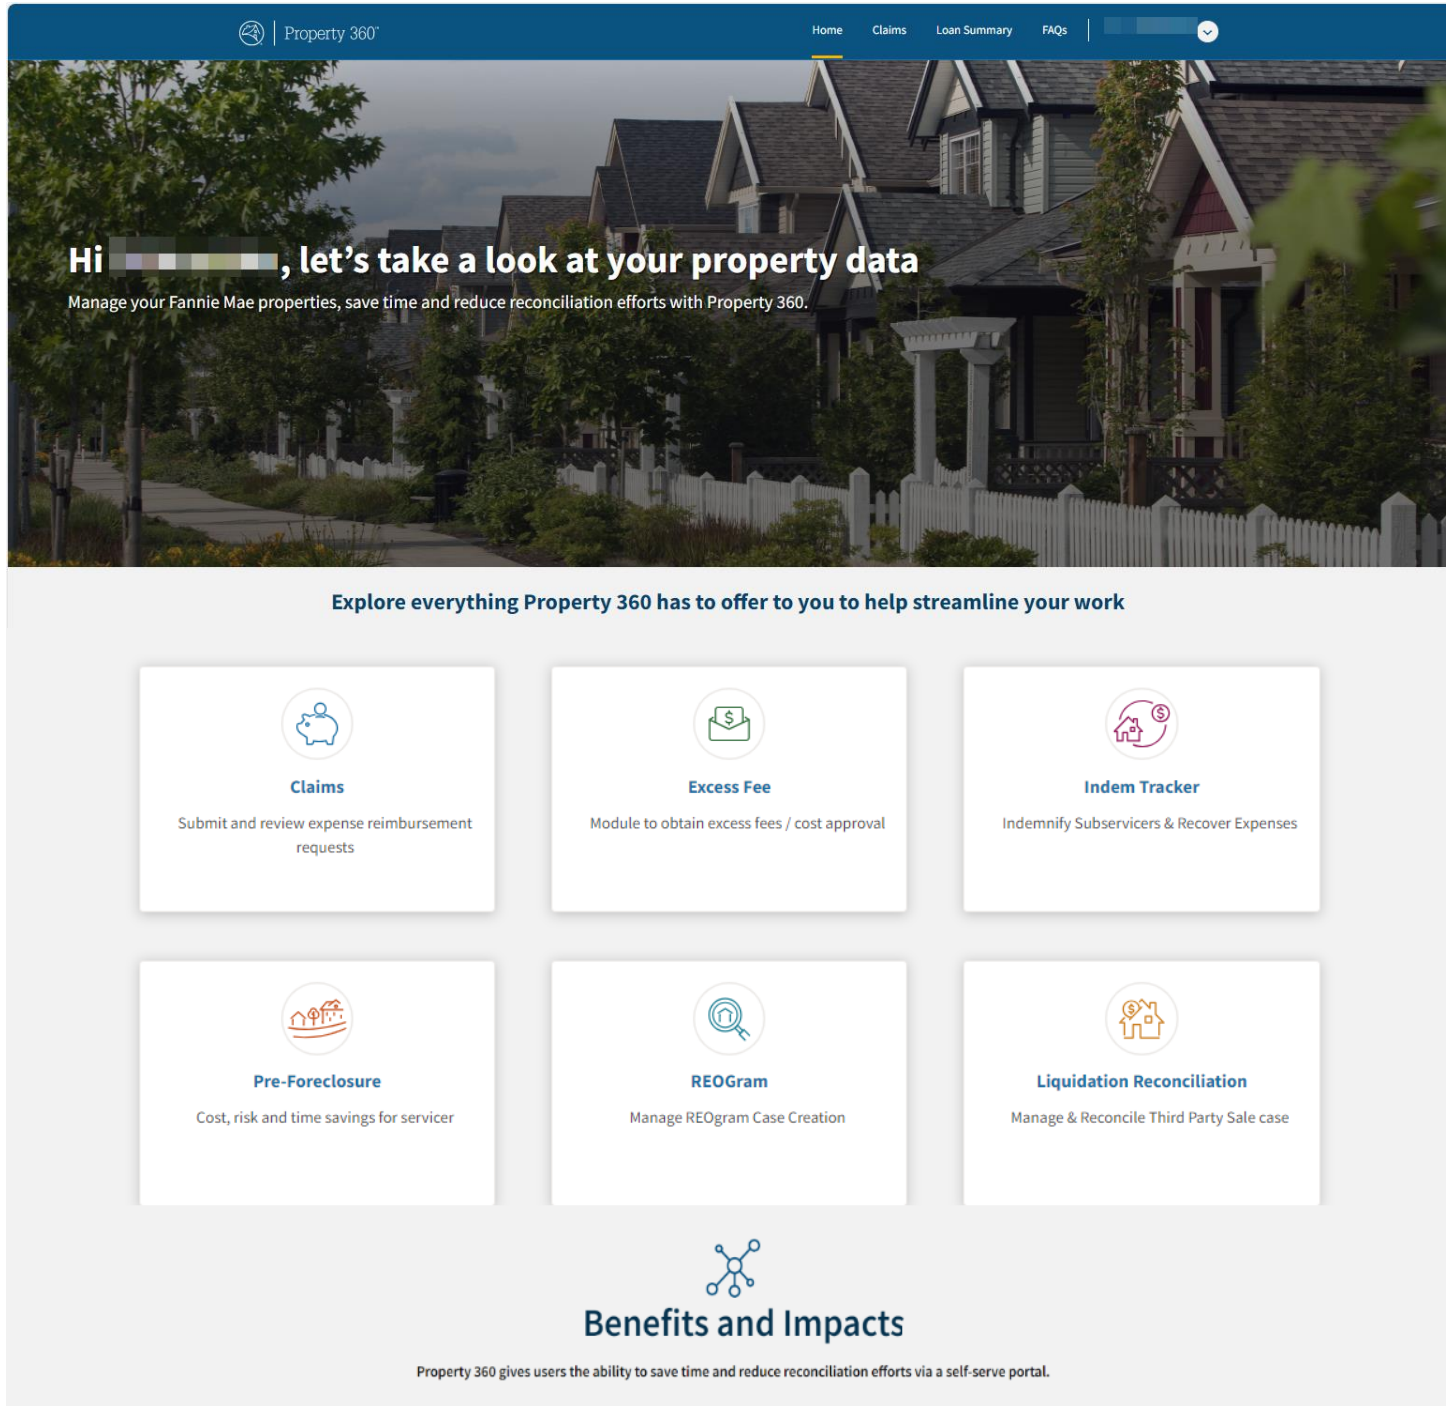 Property 360™
Home Claims Loan Summary FAQs
Hi , let's take a look at your property data
Manage your Fannie Mae properties, save time and reduce reconciliation efforts with Property 360.
Explore everything Property 360 has to offer to you to help streamline your work
Claims
Submit and review expense reimbursement
requests
Excess Fee
Module to obtain excess fees / cost approval
Indem Tracker
Indemnify Subservicers & Recover Expenses
Pre-Foreclosure
Cost, risk and time savings for servicer
REOGram
Manage REOgram Case Creation
Liquidation Reconciliation
Manage & Reconcile Third Party Sale case
Benefits and Impacts
Property 360 gives users the ability to save time and reduce reconciliation efforts via a self-serve portal.